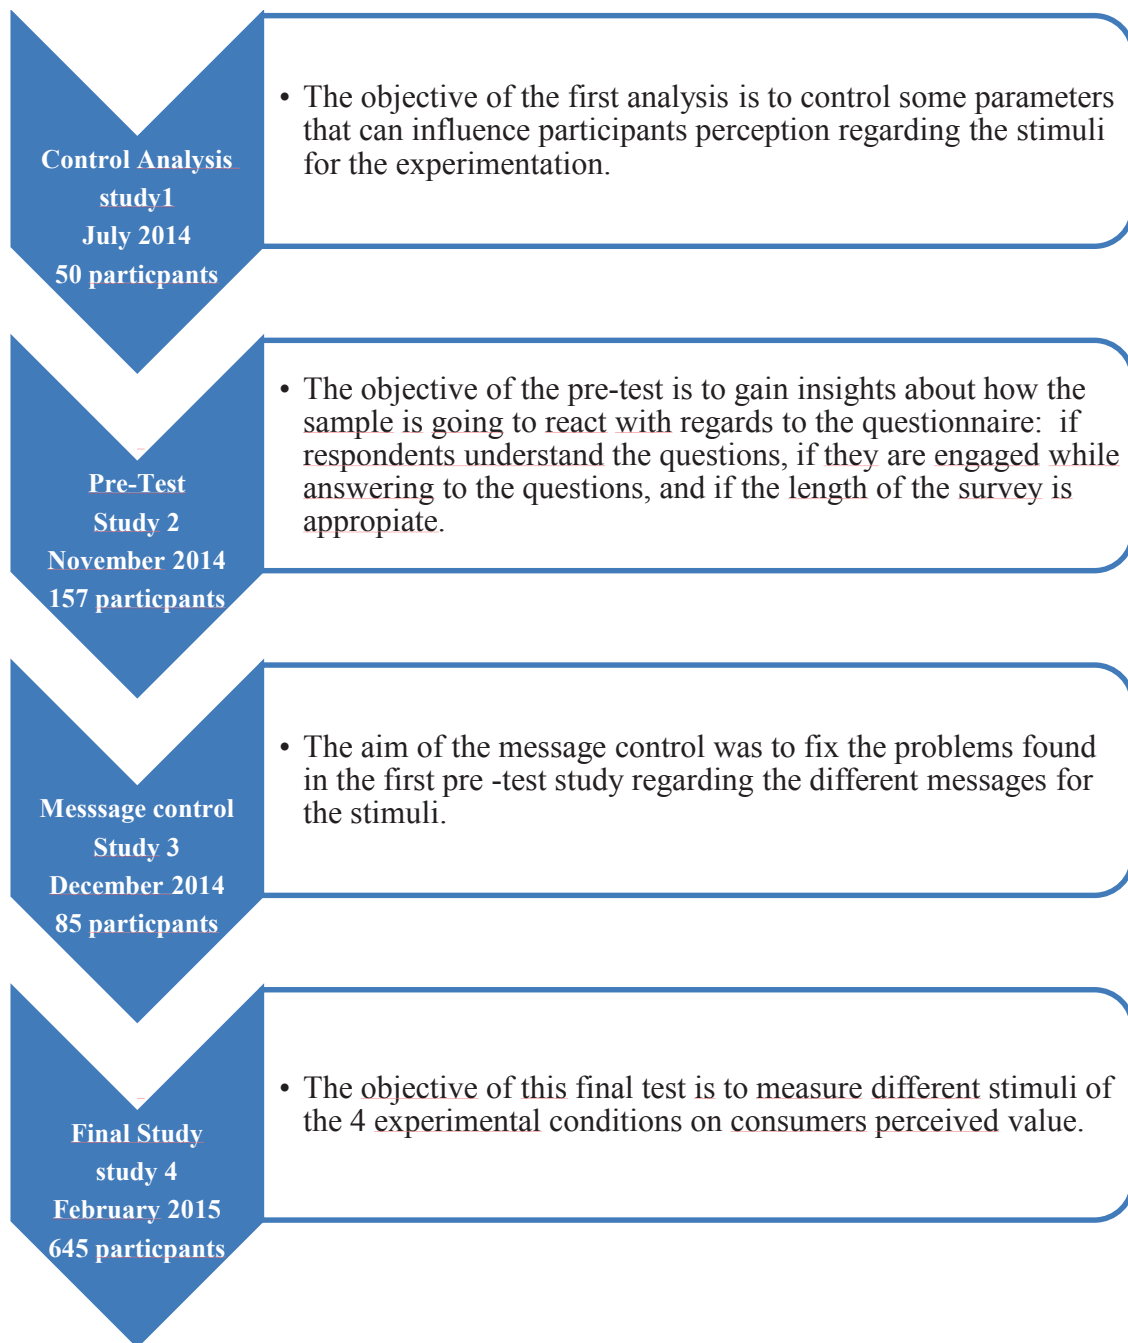 Control Analysis
study1
July 2014
50 particpants
• The objective of the first analysis is to control some parameters
that can influence participants perception regarding the stimuli
for the experimentation.
Pre-Test
Study 2
November 2014
157 particpants
• The objective of the pre-test is to gain insights about how the
sample is going to react with regards to the questionnaire:  if
respondents understand the questions, if they are engaged while
answering to the questions, and if the length of the survey is
appropiate.
Messsage control
Study 3
December 2014
85 particpants
• The aim of the message control was to fix the problems found
in the first pre -test study regarding the different messages for
the stimuli.
Final Study
study 4
February 2015
645 particpants
• The objective of this final test is to measure different stimuli of
the 4 experimental conditions on consumers perceived value.